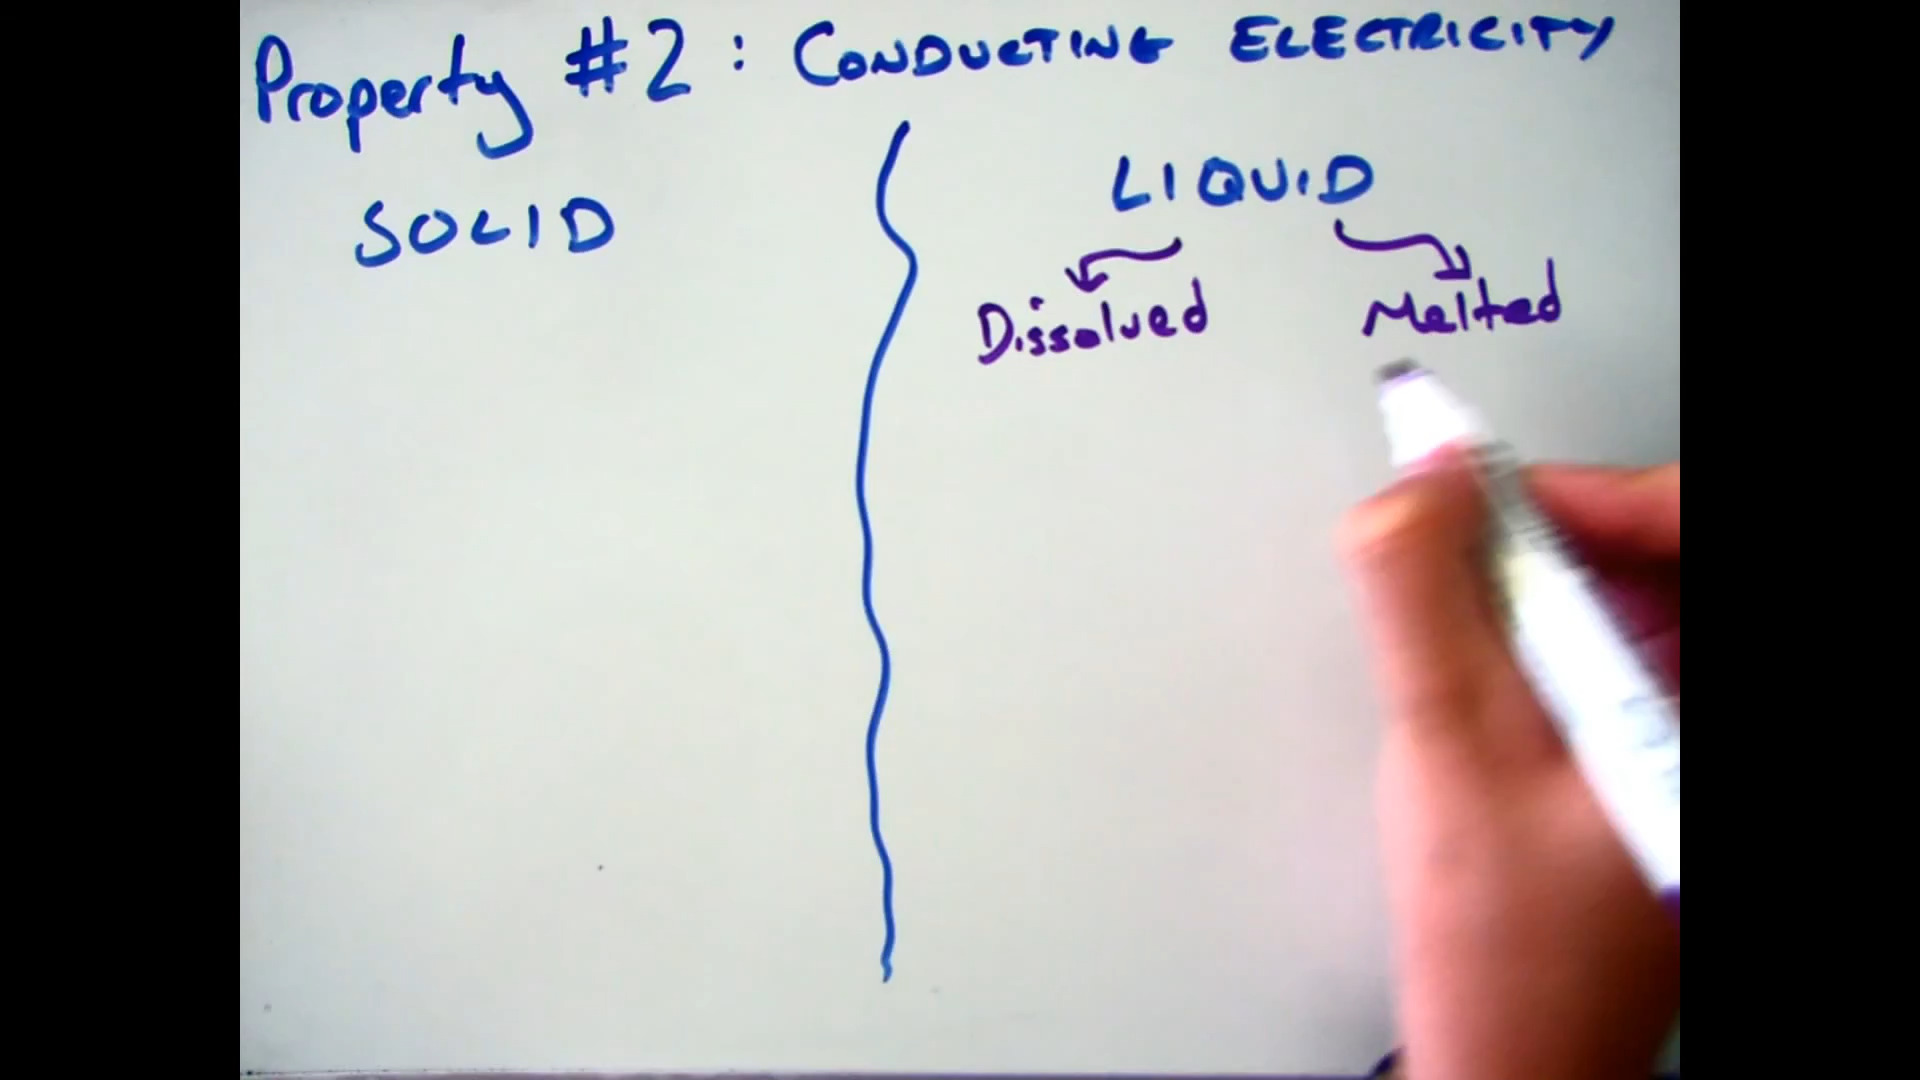 Property #2: CONDUCTING ELECTRICITY
SOLID
LIQUID
Dissolved
Melted